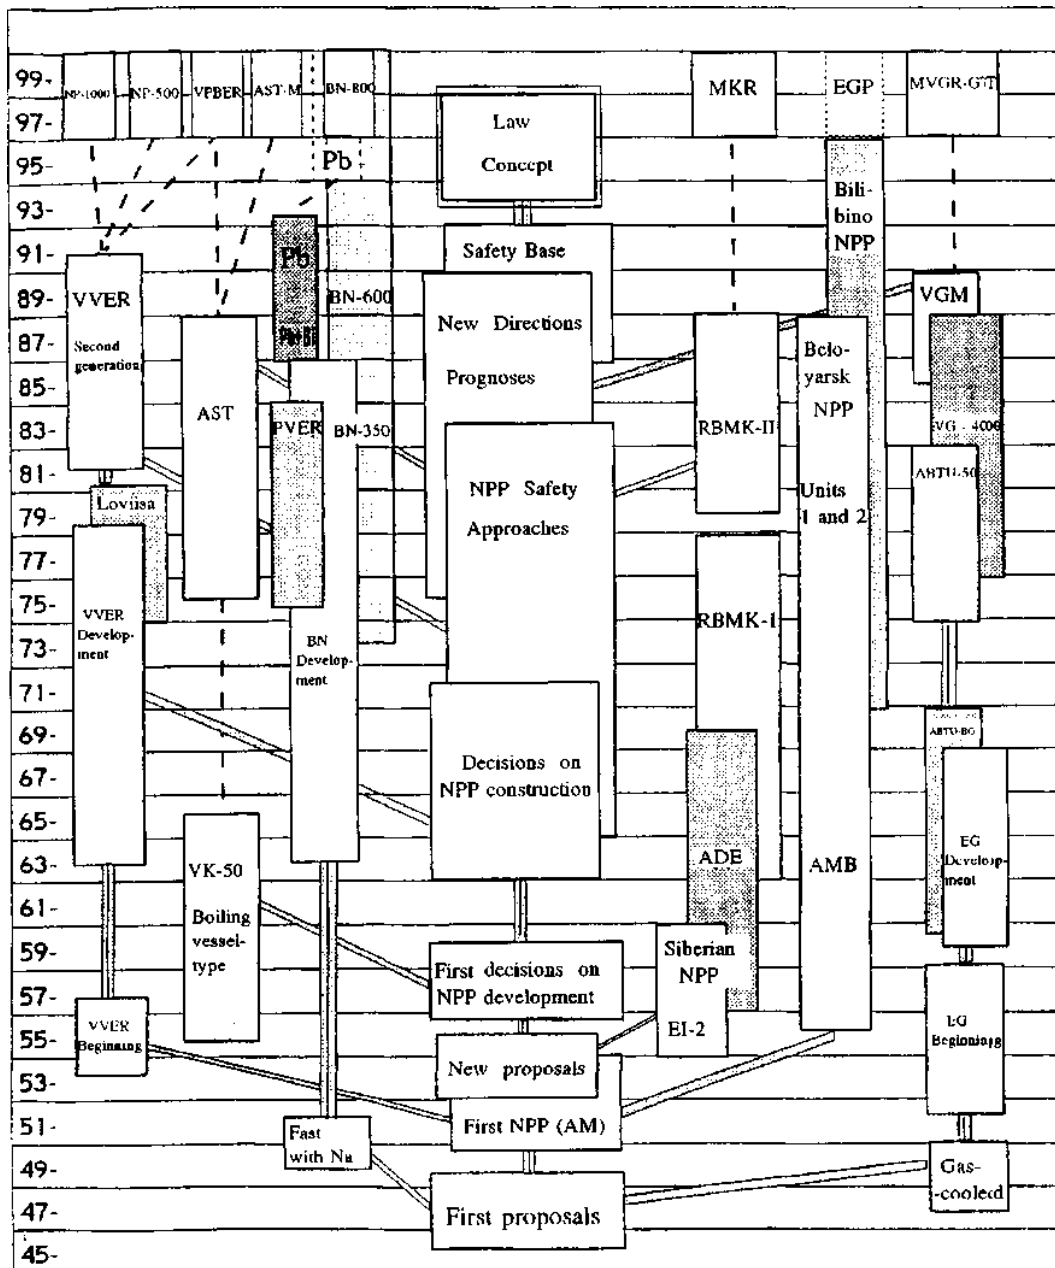 99-
97-
95-
93-
91-
89-
87-
85-
83-
81-
79-
77-
75-
73-
71-
69-
67-
65-
63-
61-
59-
57-
55-
53-
51-
49-
47-
45-
NP-1000
NP-500
VPBER
AST-M
BN-800
MKR
EGP
MVGR-GT
Law
Concept
Pb
Safety Base
Bili-
bino
NPP
Pb
Pb+Bi
BN-600
VVER
Second
generation
New Directions
Prognoses
VGM
AST
PVER
BN-350
RBMK-II
Belo-
yarsk
NPP
Units
1 and 2
VG - 400
ABTU-50
Loviisa
NPP Safety
Approaches
VVER
Develop-
ment
BN
Develop-
ment
RBMK-I
Decisions on
NPP construction
VK-50
Boiling
vessel-
type
ADE
AMB
EG
Develop-
ment
First decisions on
NPP development
Siberian
NPP
EI-2
VVER
Beginning
EG
Beginning
New proposals
First NPP (AM)
Fast
with Na
Gas-
-cooled
First proposals